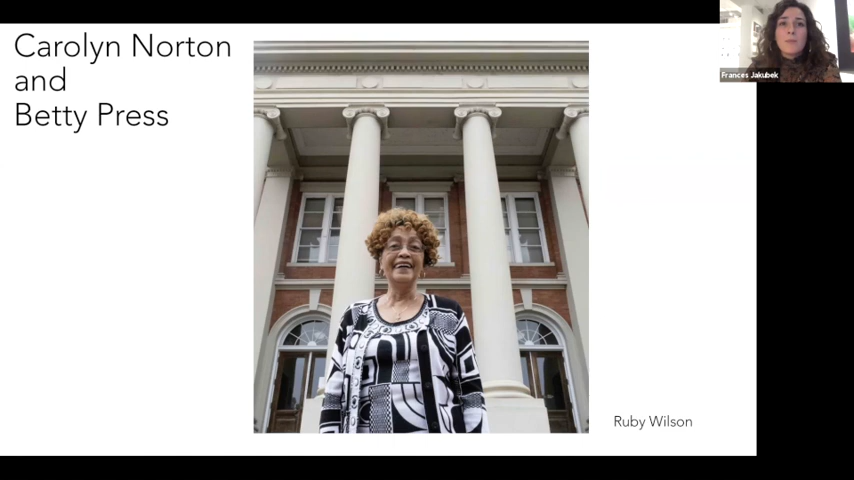 Carolyn Norton
and
Betty Press
Frances Jakubek
Ruby Wilson